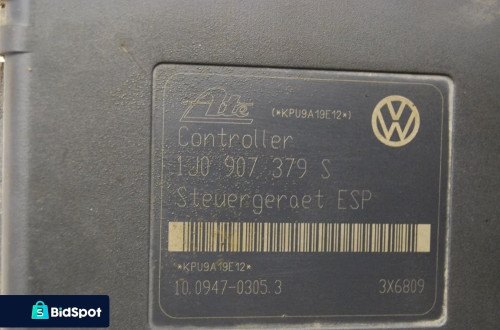 Ate (*KPU9A19E12*)
Controller
1J0 907 379 S
Steuergeraet ESP
*KPU9A19E12*
10.0947-0305.3 3X6809
BidSpot